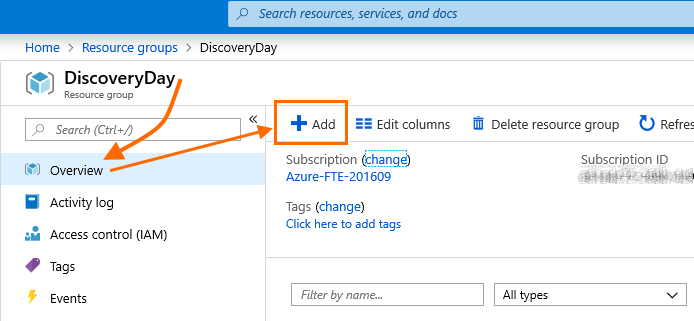 Search resources, services, and docs
Home > Resource groups > DiscoveryDay
DiscoveryDay
Resource group
Search (Ctrl+/)
«
Overview
Activity log
Access control (IAM)
Tags
Events
Add Edit columns Delete resource group
Subscription (change) Subscription ID
Azure-FTE-201609
Tags (change)
Click here to add tags
Filter by name... All types